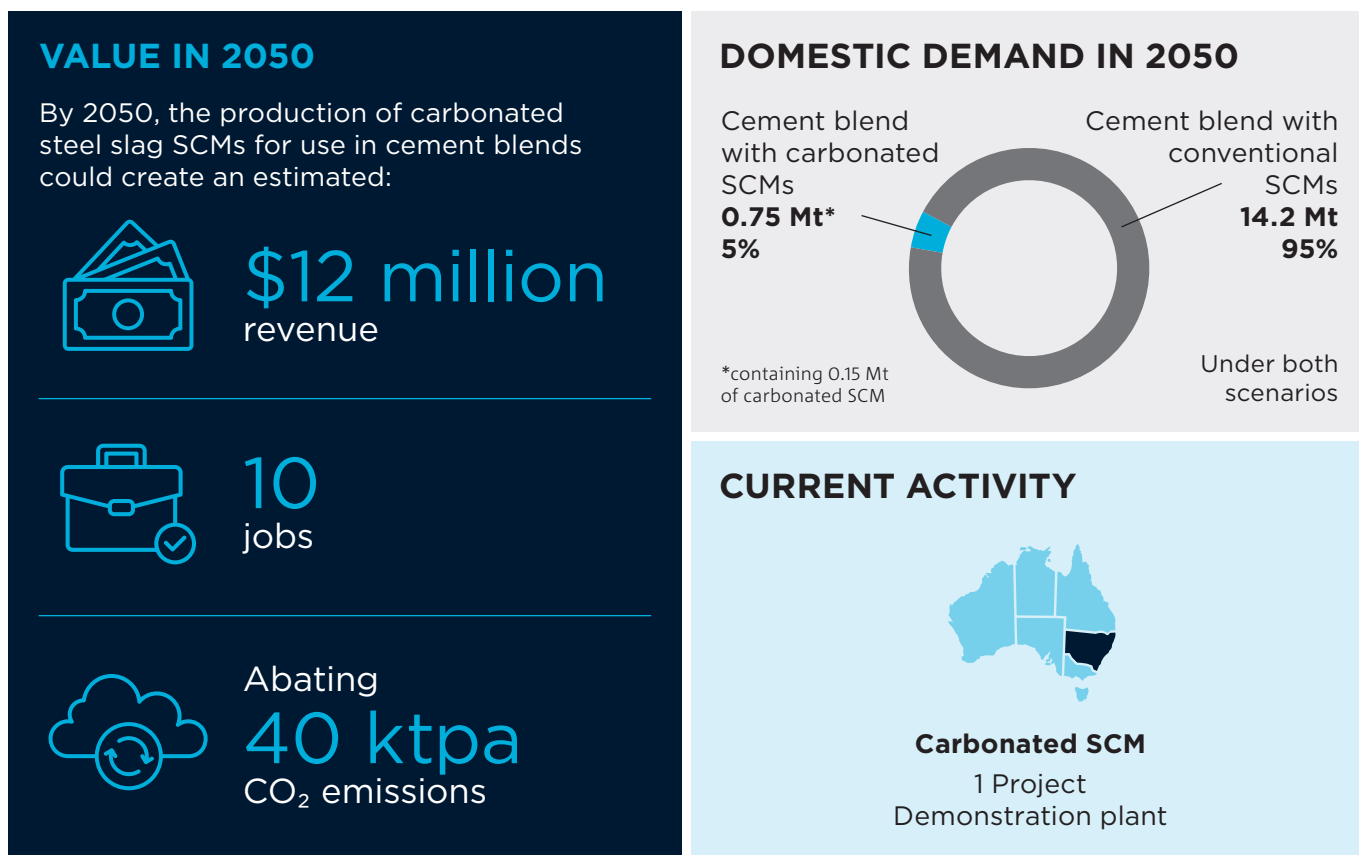 VALUE IN 2050
By 2050, the production of carbonated
steel slag SCMs for use in cement blends
could create an estimated:
$12 million
revenue
10
jobs
Abating
40 ktpa
CO₂ emissions
DOMESTIC DEMAND IN 2050
Cement blend
with carbonated
SCMs
0.75 Mt*
5%
Cement blend with
conventional
SCMs
14.2 Mt
95%
*containing 0.15 Mt
of carbonated SCM
Under both
scenarios
CURRENT ACTIVITY
Carbonated SCM
1 Project
Demonstration plant